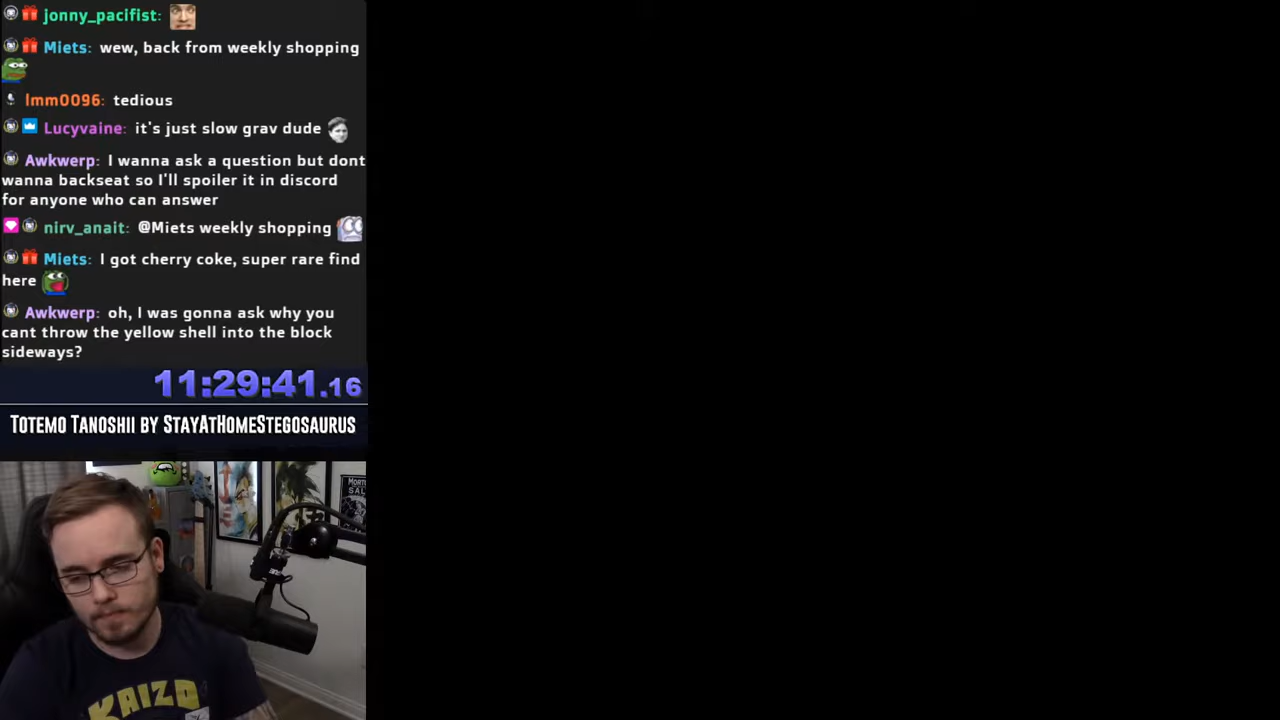 jonny_pacifist:
Miets: wew, back from weekly shopping
lmm0096: tedious
Lucyvaine: it's just slow grav dude
Awkwerp: I wanna ask a question but dont
wanna backseat so I'll spoiler it in discord
for anyone who can answer
nirv_anait: @Miets weekly shopping
Miets: I got cherry coke, super rare find
here
Awkwerp: oh, I was gonna ask why you
cant throw the yellow shell into the block
sideways?
11:29:41.16
Totemo Tanoshii by StayAtHomeStegosaurus
SAL
KAIZO